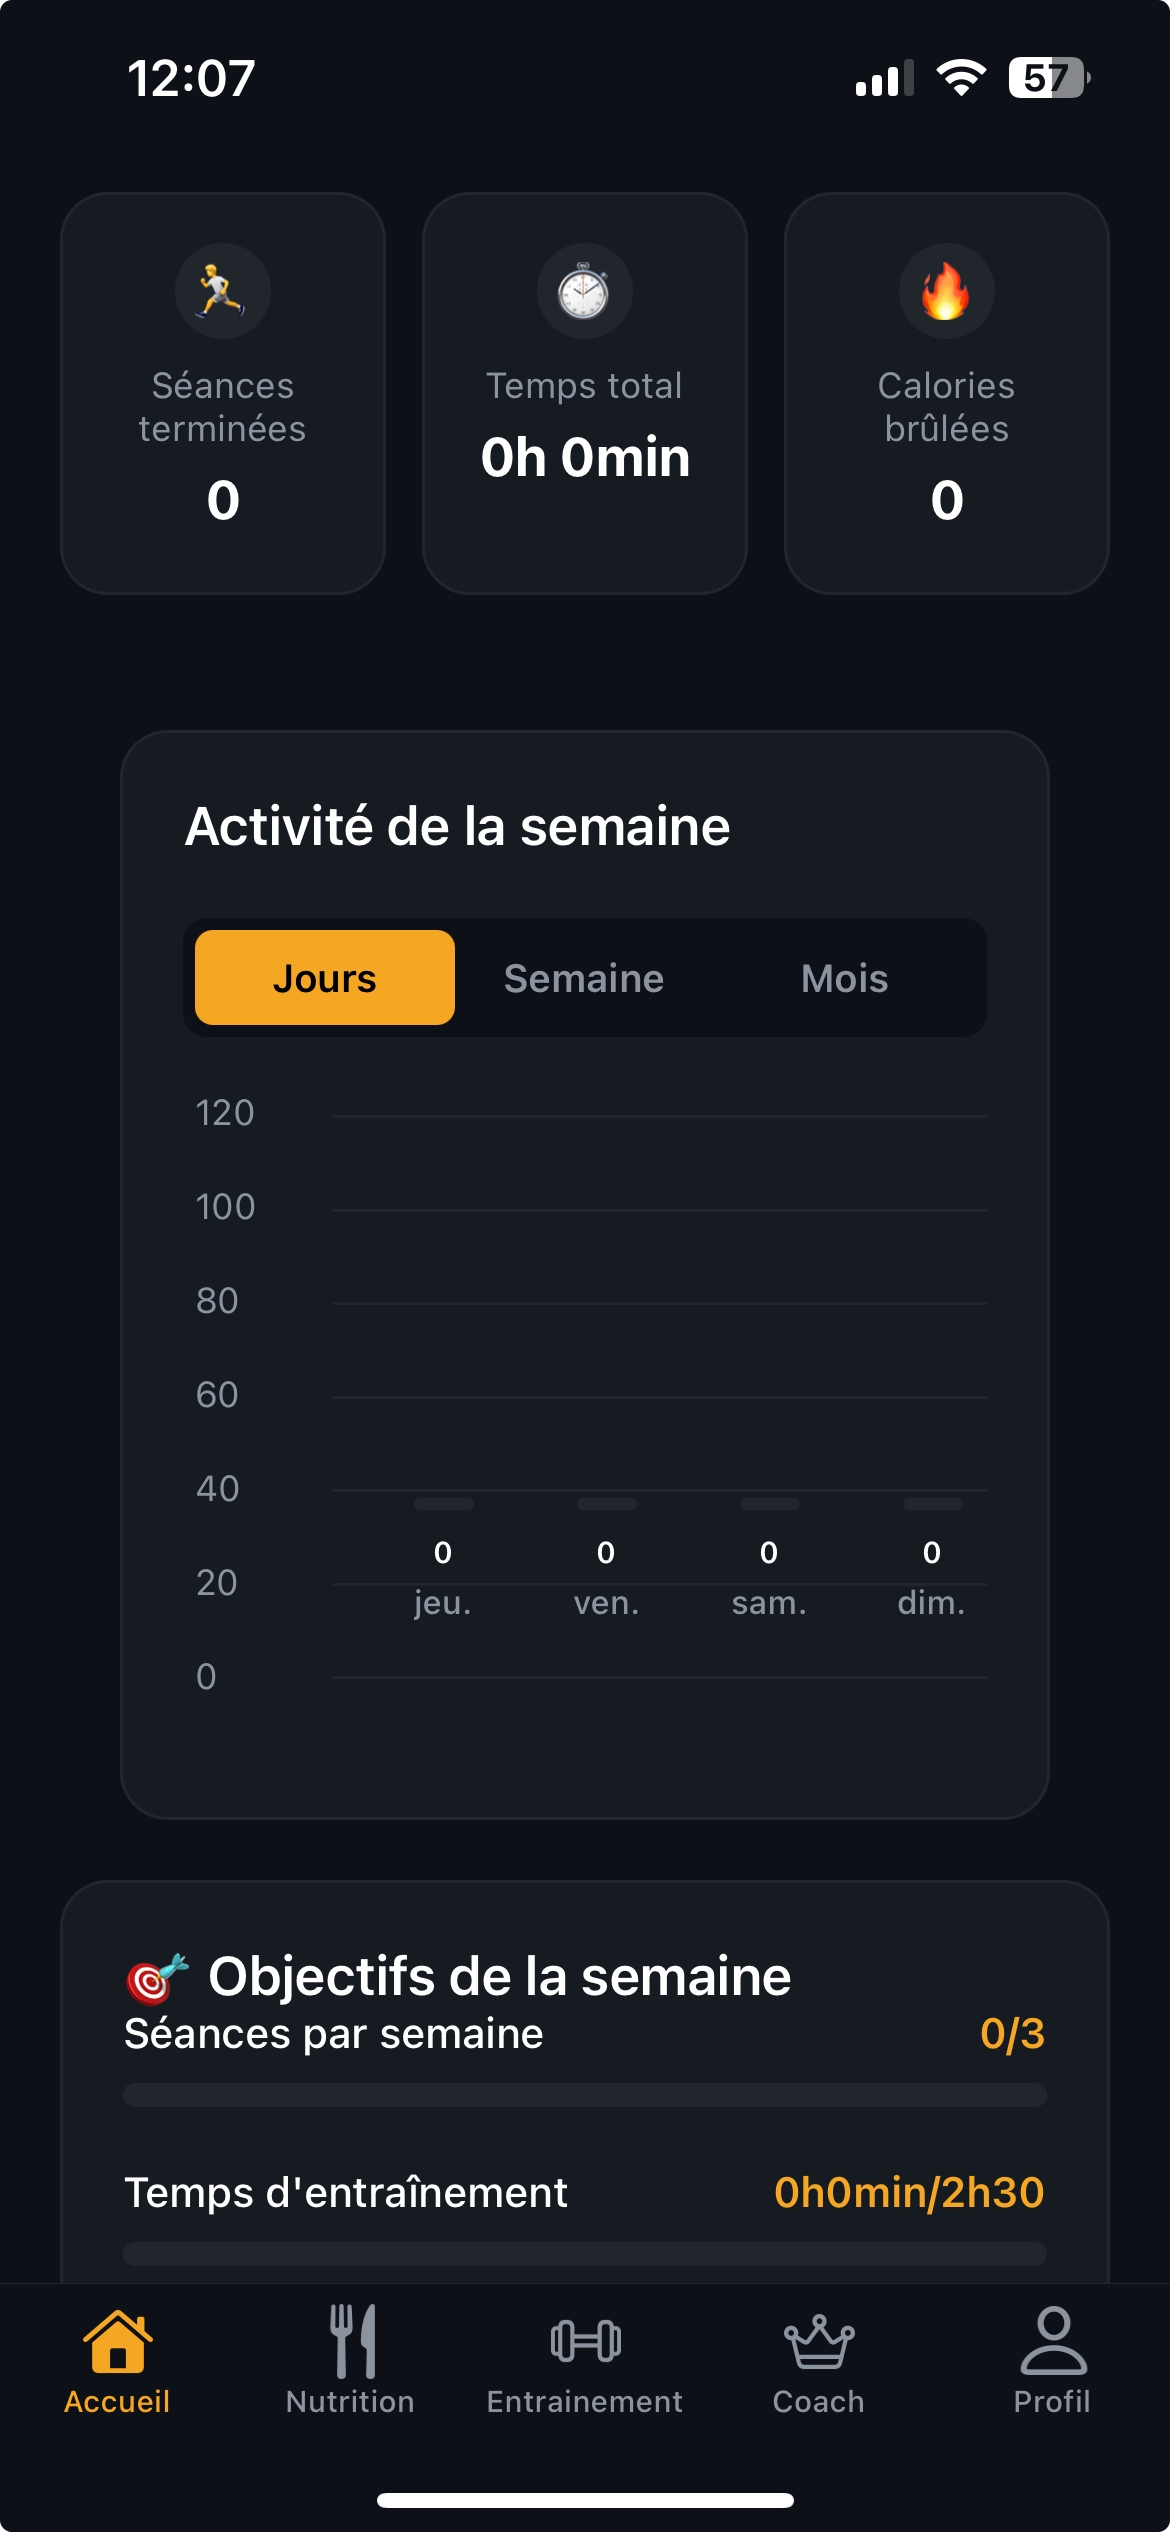 12:07
57
Séances
terminées
0
Temps total
0h 0min
Calories
brûlées
0
Activité de la semaine
Jours Semaine Mois
120
100
80
60
40
0 0 0 0
20
jeu. ven. sam. dim.
0
🎯 Objectifs de la semaine
Séances par semaine 0/3
Temps d'entraînement 0h0min/2h30
Accueil Nutrition Entrainement Coach Profil